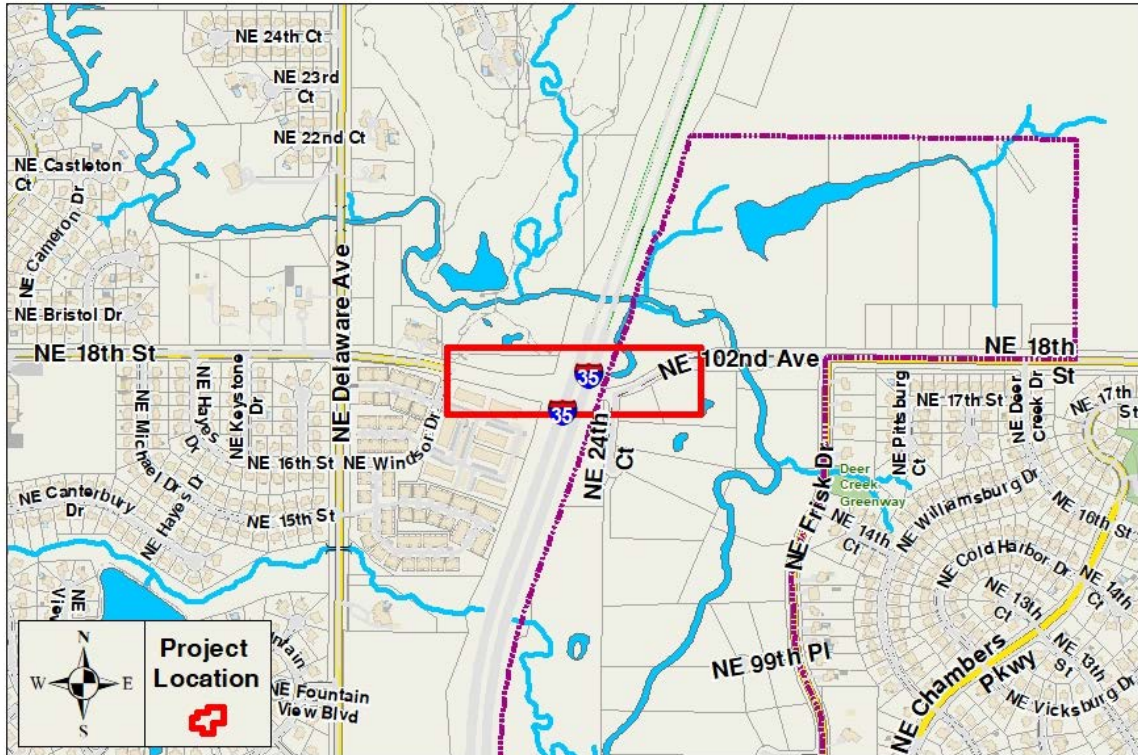 NE 24th Ct
NE 23rd
Ct
NE 22nd Ct
NE Castleton
Ct
NE Cameron Dr
NE Bristol Dr
NE 18th St
NE Delaware Ave
NE Michael Dr
NE Hayes
Dr
NE Keystone
Dr
NE 16th St
NE Windsor Dr
NE Canterbury
Dr
NE Hayes Dr
NE 15th St
35
35
NE 102nd Ave
NE 24th
Ct
NE 18th
St
NE Pittsburg
Ct
NE 17th St
NE Deer
Creek Dr
NE 17th
St
Deer
Creek
Greenway
NE Frisk Dr
NE 14th
Ct
NE Williamsburg Dr
NE 16th St
NE Cold Harbor Dr
NE 13th
Ct
NE 14th
Ct
NE 13th
St
NE 99th Pl
NE Chambers
Pkwy
NE Vicksburg Dr
NE
View
untain
NE Fountain
View Blvd
N
W
E
S
Project
Location